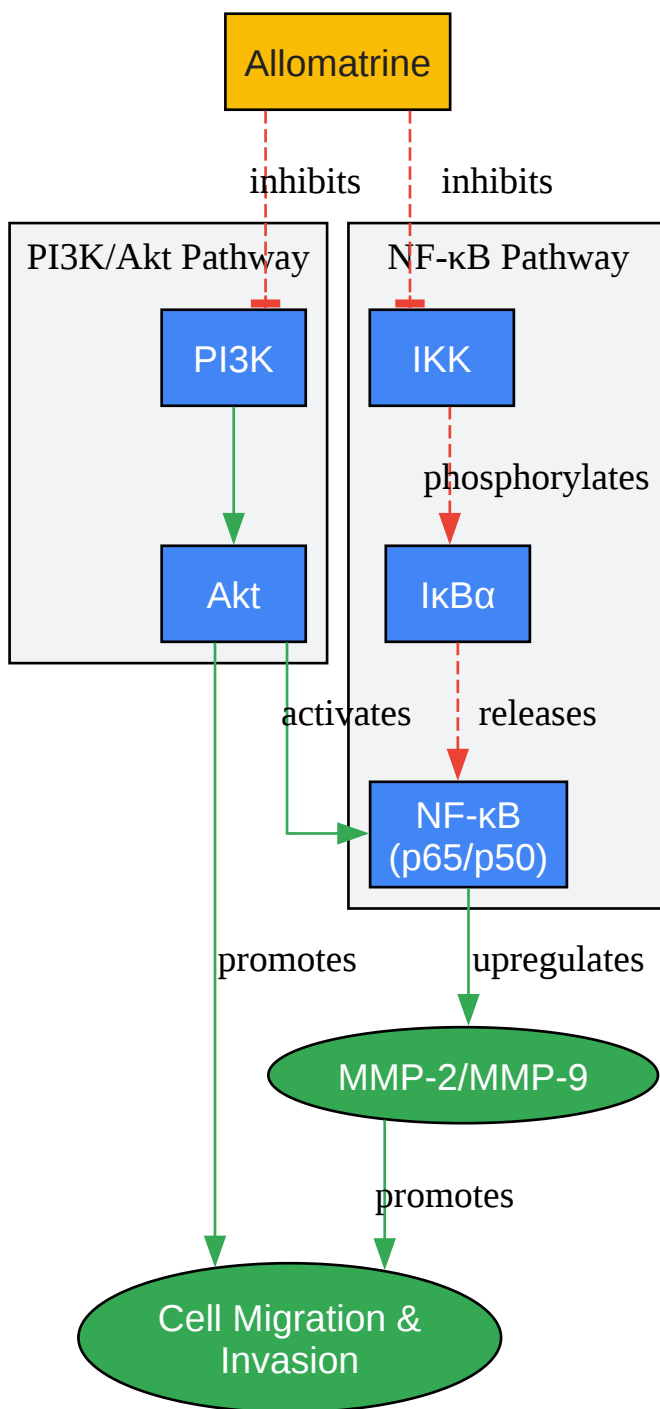 Allomatrine
inhibits
inhibits
PI3K/Akt Pathway
NF-κB Pathway
PI3K
IKK
phosphorylates
Akt
IκBα
activates
releases
NF-κB
(p65/p50)
promotes
upregulates
MMP-2/MMP-9
promotes
Cell Migration &
Invasion